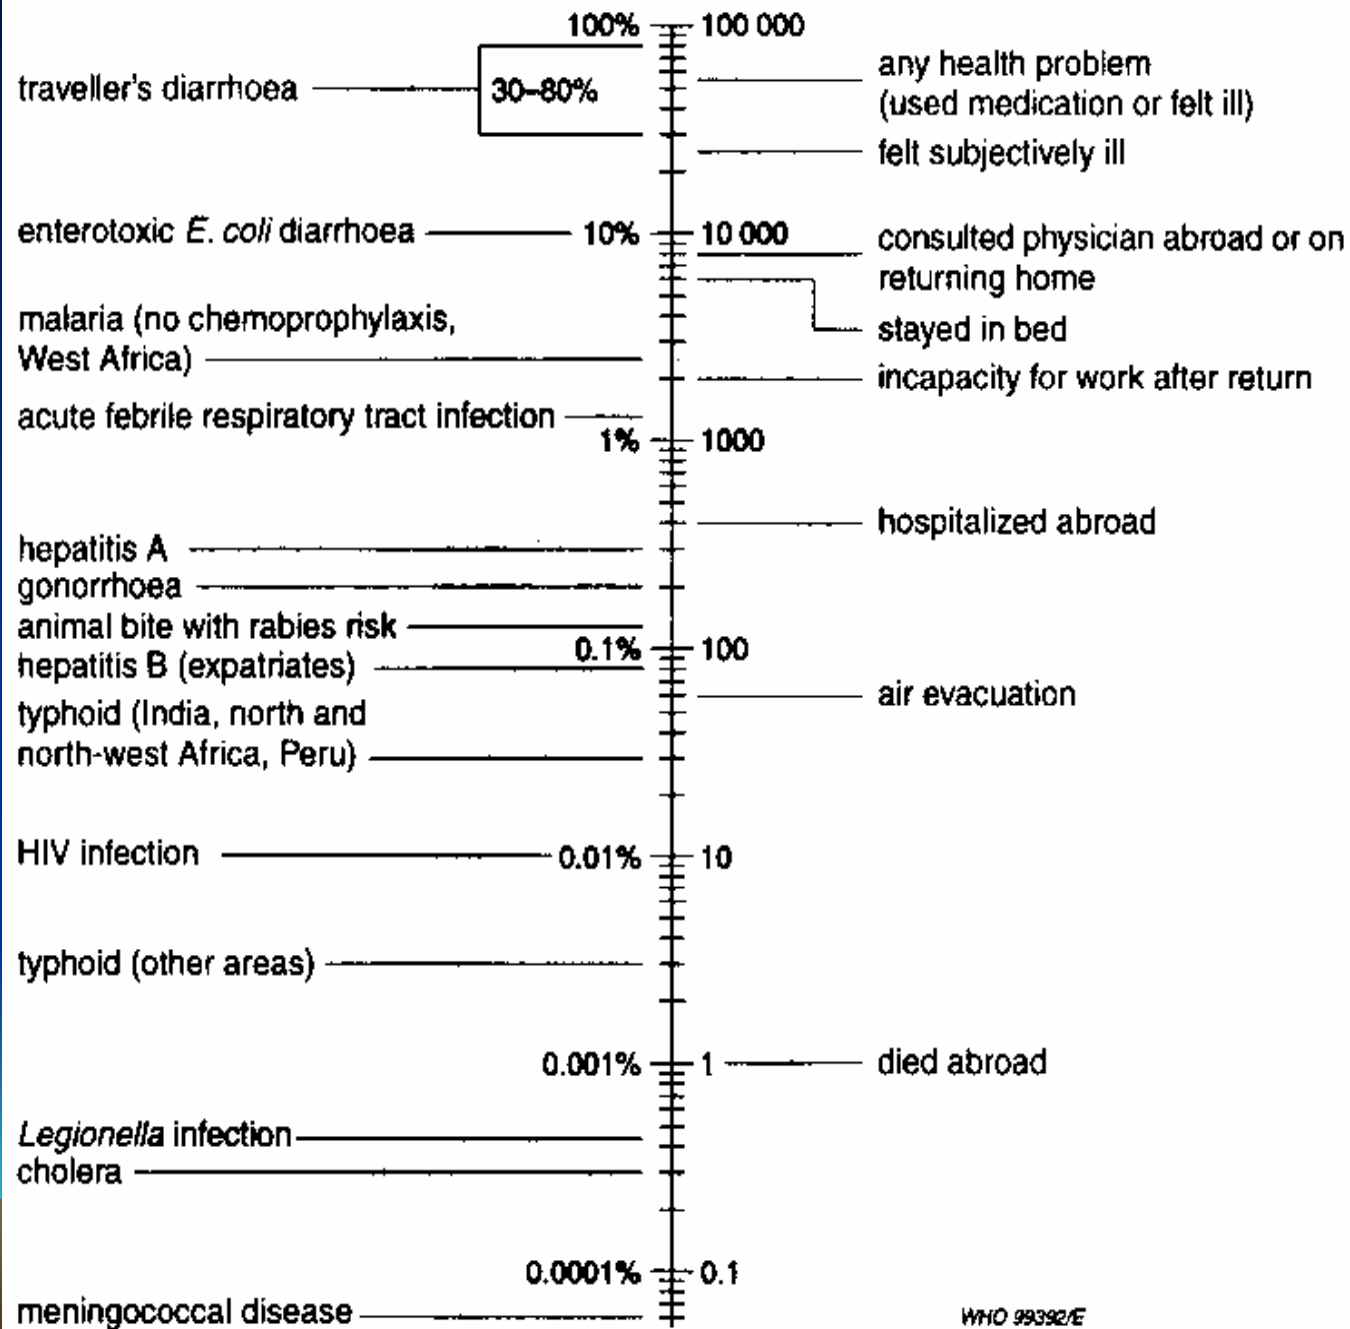 100% 100 000
traveller's diarrhoea 30–80%
any health problem
(used medication or felt ill)
felt subjectively ill
enterotoxic E. coli diarrhoea 10% 10 000
consulted physician abroad or on
returning home
malaria (no chemoprophylaxis,
West Africa)
stayed in bed
incapacity for work after return
acute febrile respiratory tract infection
1% 1000
hospitalized abroad
hepatitis A
gonorrhoea
animal bite with rabies risk
0.1% 100
hepatitis B (expatriates)
air evacuation
typhoid (India, north and
north-west Africa, Peru)
HIV infection 0.01% 10
typhoid (other areas)
0.001% 1 died abroad
Legionella infection
cholera
0.0001% 0.1
meningococcal disease
WHO 99392/E